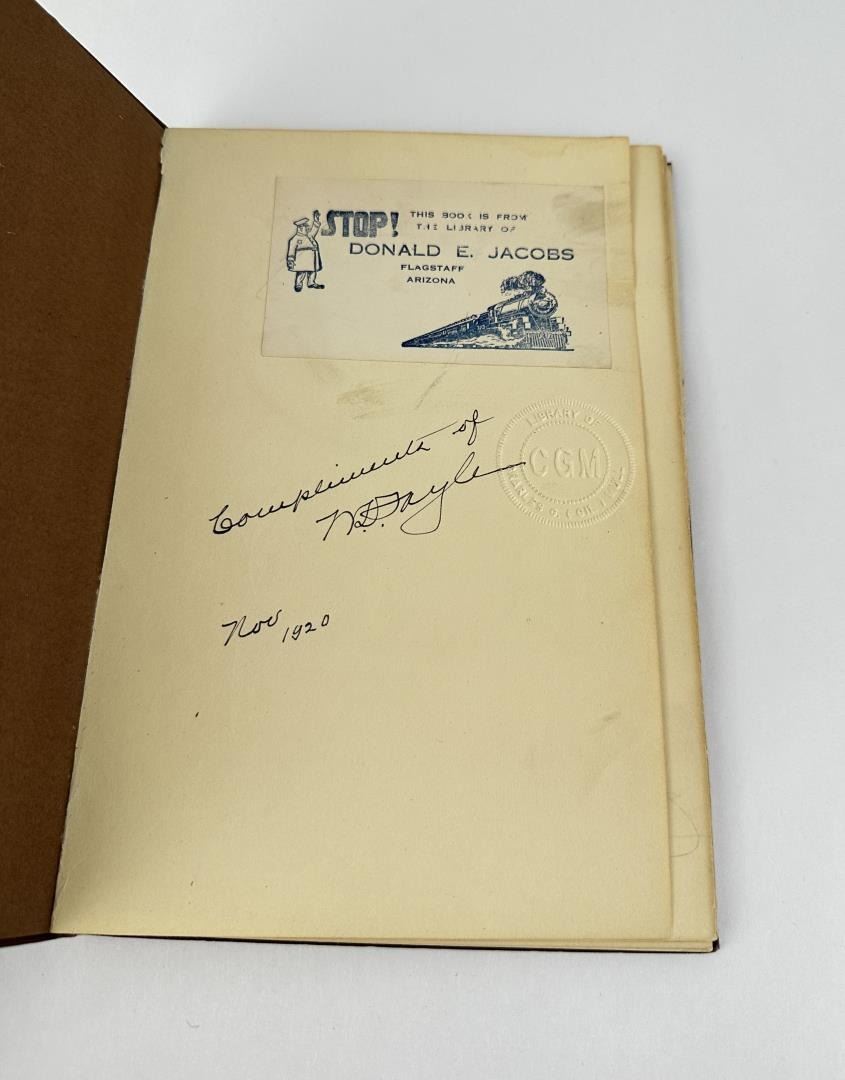 STOP!
THIS BOOK IS FROM
THE LIBRARY OF
DONALD E. JACOBS
FLAGSTAFF
ARIZONA
LIBRARY OF
CGM
Compliments of
Nov 1920